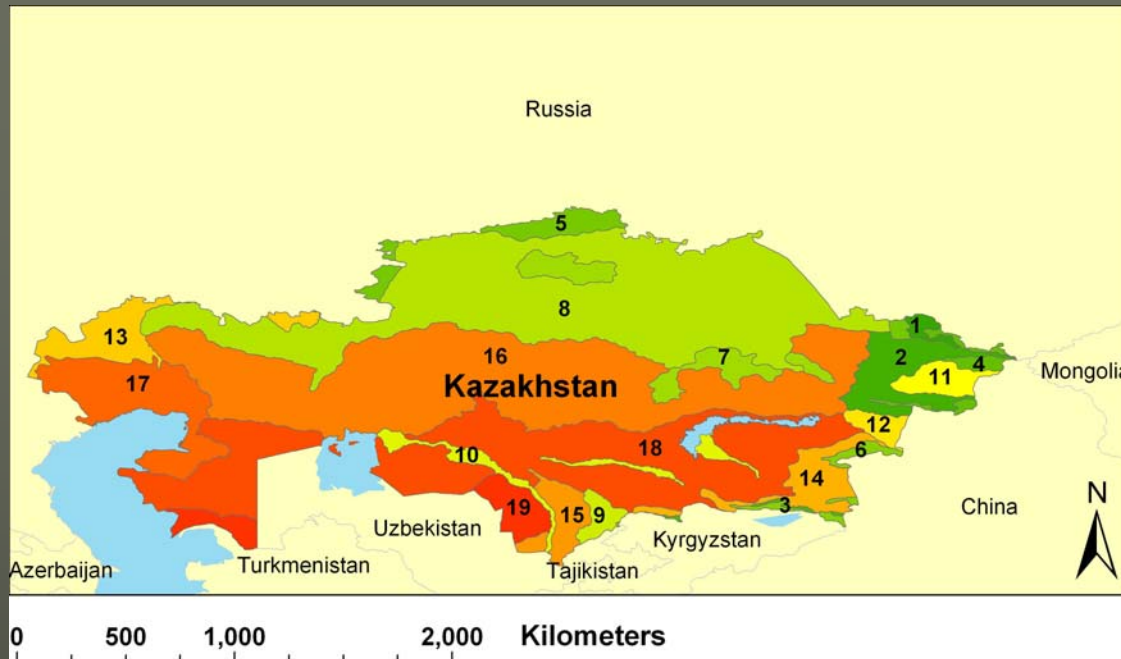 Russia
5
8
1
13
7
2
4
16
11
Mongolia
17
Kazakhstan
12
10
18
6
14
19
15
9
3
China
N
Uzbekistan
Kyrgyzstan
Azerbaijan
Turkmenistan
Tajikistan
0 500 1,000 2,000 Kilometers